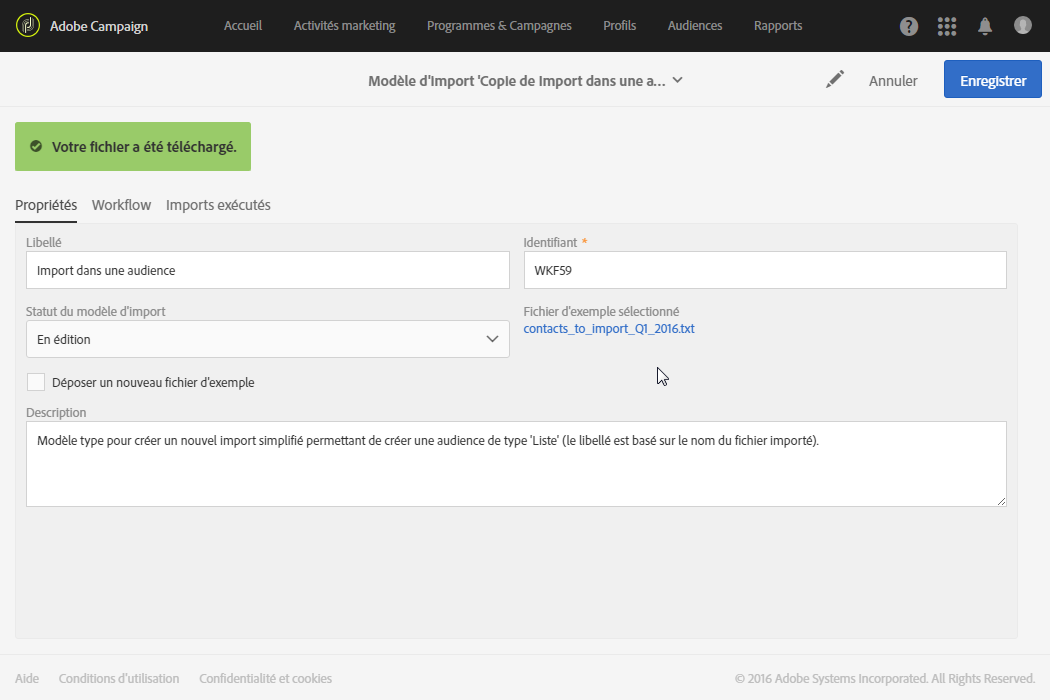 Adobe Campaign
Accueil
Activités marketing
Programmes & Campagnes
Profils
Audiences
Rapports
?
Modèle d'Import 'Copie de Import dans une a...
Annuler
Enregistrer
Votre fichier a été téléchargé.
Propriétés
Workflow
Imports exécutés
Libellé
Identifiant *
Import dans une audience
WKF59
Statut du modèle d'import
Fichier d'exemple sélectionné
contacts_to_import_Q1_2016.txt
En édition
Déposer un nouveau fichier d'exemple
Description
Modèle type pour créer un nouvel import simplifié permettant de créer une audience de type 'Liste' (le libellé est basé sur le nom du fichier importé).
Aide
Conditions d'utilisation
Confidentialité et cookies
© 2016 Adobe Systems Incorporated. All Rights Reserved.